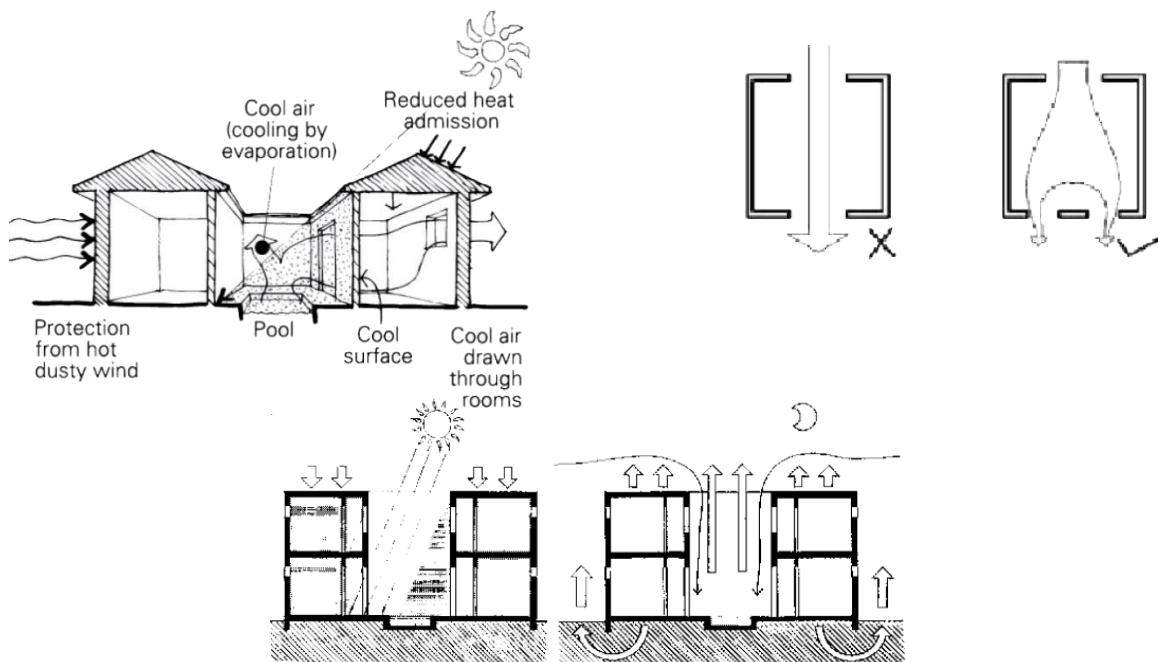 Cool air
(cooling by
evaporation)
Reduced heat
admission
Protection
from hot
dusty wind
Pool
Cool
surface
Cool air
drawn
through
rooms